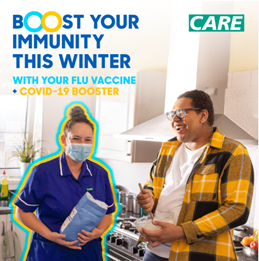 BOOST YOUR
IMMUNITY
THIS WINTER
WITH YOUR FLU VACCINE
+ COVID-19 BOOSTER
CARE